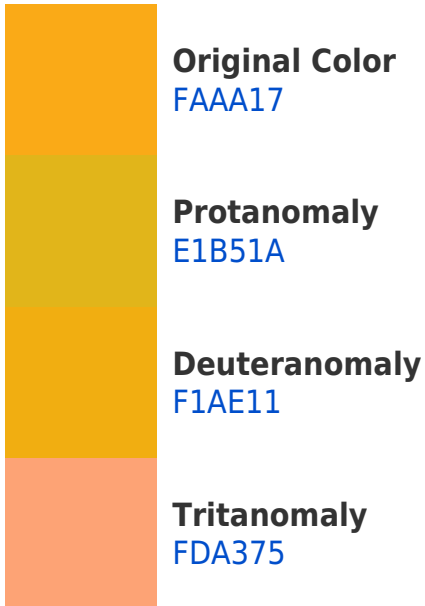 Original Color
FAAA17
Protanomaly
E1B51A
Deuteranomaly
F1AE11
Tritanomaly
FDA375